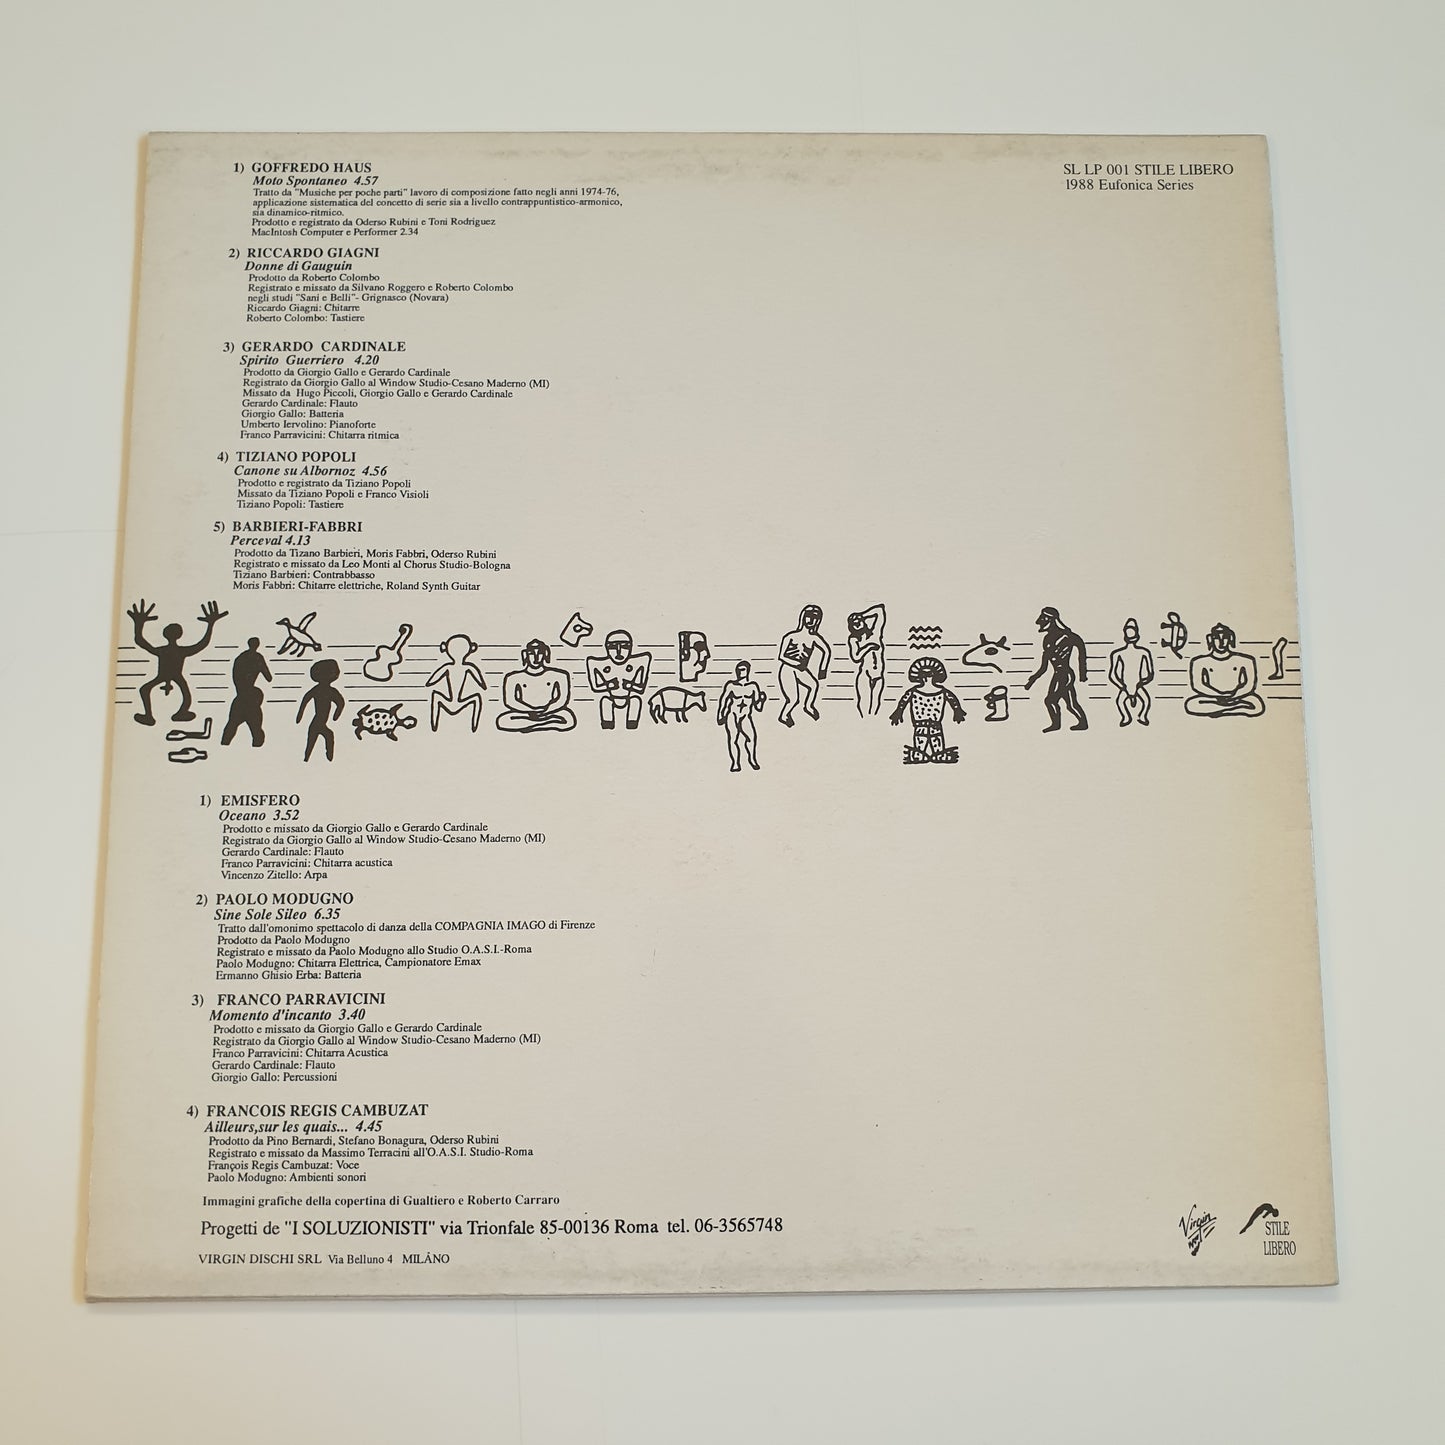 SL LP 001 STILE LIBERO
1988 Eufonica Series
1) GOFFREDO HAUS
Moto Spontaneo 4.57
Tratto da "Musiche per poche parti" lavoro di composizione fatto negli anni 1974-76,
applicazione sistematica del concetto di serie sia a livello contrappuntistico-armonico,
sia dinamico-ritmico.
Prodotto e registrato da Oderso Rubini e Toni Rodriguez
MacIntosh Computer e Performer 2.34
2) RICCARDO GIAGNI
Donne di Gauguin
Prodotto da Roberto Colombo
Registrato e missato da Silvano Roggero e Roberto Colombo
negli studi "Sani e Belli"- Grignasco (Novara)
Riccardo Giagni: Chitarre
Roberto Colombo: Tastiere
3) GERARDO CARDINALE
Spirito Guerriero 4.20
Prodotto da Giorgio Gallo e Gerardo Cardinale
Registrato da Giorgio Gallo al Window Studio-Cesano Maderno (MI)
Missato da Hugo Piccoli, Giorgio Gallo e Gerardo Cardinale
Gerardo Cardinale: Flauto
Giorgio Gallo: Batteria
Umberto Iervolino: Pianoforte
Franco Parravicini: Chitarra ritmica
4) TIZIANO POPOLI
Canone su Albornoz 4.56
Prodotto e registrato da Tiziano Popoli
Missato da Tiziano Popoli e Franco Visioli
Tiziano Popoli: Tastiere
5) BARBIERI-FABBRI
Perceval 4.13
Prodotto da Tizano Barbieri, Moris Fabbri, Oderso Rubini
Registrato e missato da Leo Monti al Chorus Studio-Bologna
Tiziano Barbieri: Contrabbasso
Moris Fabbri: Chitarre elettriche, Roland Synth Guitar
1) EMISFERO
Oceano 3.52
Prodotto e missato da Giorgio Gallo e Gerardo Cardinale
Registrato da Giorgio Gallo al Window Studio-Cesano Maderno (MI)
Gerardo Cardinale: Flauto
Franco Parravicini: Chitarra acustica
Vincenzo Zitello: Arpa
2) PAOLO MODUGNO
Sine Sole Sileo 6.35
Tratto dall'omonimo spettacolo di danza della COMPAGNIA IMAGO di Firenze
Prodotto da Paolo Modugno
Registrato e missato da Paolo Modugno allo Studio O.A.S.I.-Roma
Paolo Modugno: Chitarra Elettrica, Campionatore Emax
Ermanno Ghisio Erba: Batteria
3) FRANCO PARRAVICINI
Momento d'incanto 3.40
Prodotto e missato da Giorgio Gallo e Gerardo Cardinale
Registrato da Giorgio Gallo al Window Studio-Cesano Maderno (MI)
Franco Parravicini: Chitarra Acustica
Gerardo Cardinale: Flauto
Giorgio Gallo: Percussioni
4) FRANCOIS REGIS CAMBUZAT
Ailleurs,sur les quais... 4.45
Prodotto da Pino Bernardi, Stefano Bonagura, Oderso Rubini
Registrato e missato da Massimo Terracini all'O.A.S.I. Studio-Roma
François Regis Cambuzat: Voce
Paolo Modugno: Ambienti sonori
Immagini grafiche della copertina di Gualtiero e Roberto Carraro
Progetti de "I SOLUZIONISTI" via Trionfale 85-00136 Roma tel. 06-3565748
VIRGIN DISCHI SRL Via Belluno 4 MILANO
Virgin
STILE
LIBERO